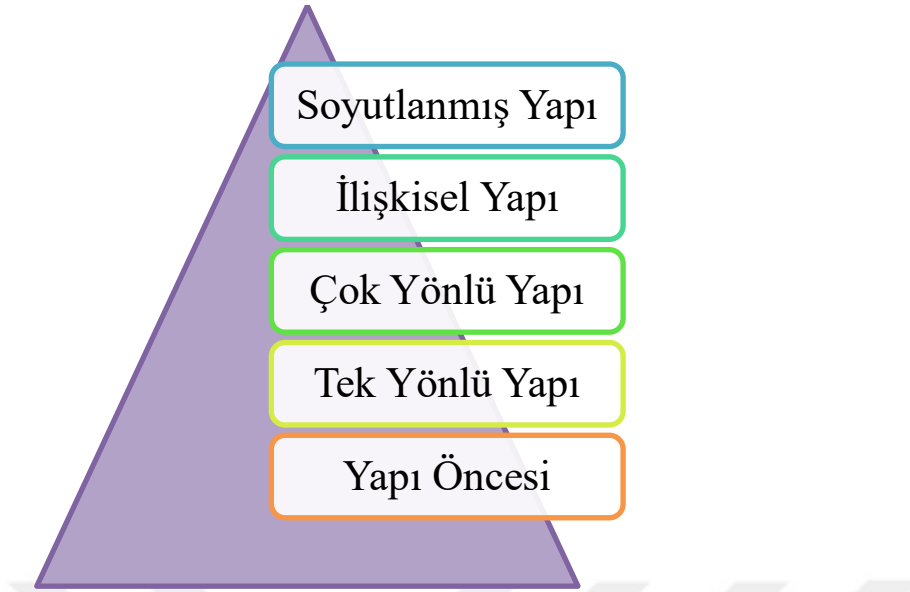 Soyutlanmış Yapı
İlişkisel Yapı
Çok Yönlü Yapı
Tek Yönlü Yapı
Yapı Öncesi